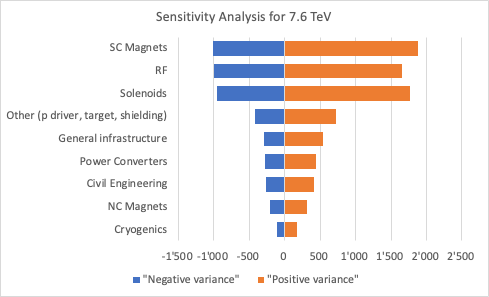 Sensitivity Analysis for 7.6 TeV
SC Magnets
RF
Solenoids
Other (p driver, target, shielding)
General infrastructure
Power Converters
Civil Engineering
NC Magnets
Cryogenics
-1'500 -1'000 -500 0 500 1'000 1'500 2'000 2'500
"Negative variance" "Positive variance"